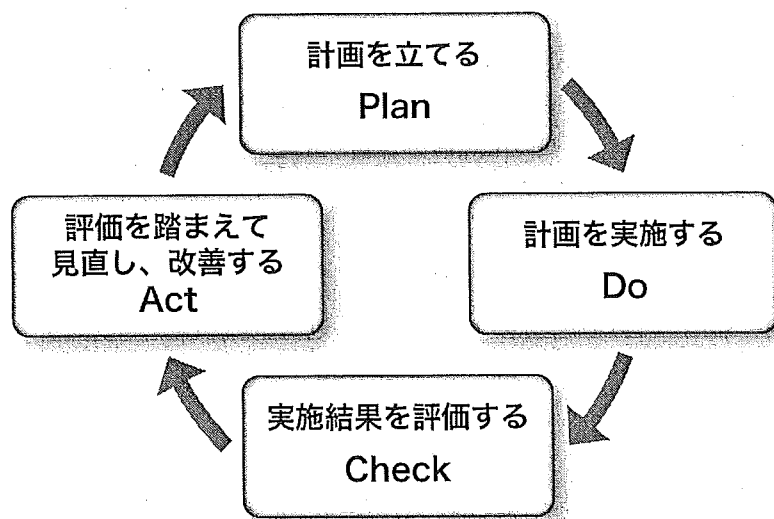 計画を立てる
Plan
計画を実施する
Do
実施結果を評価する
Check
評価を踏まえて
見直し、改善する
Act